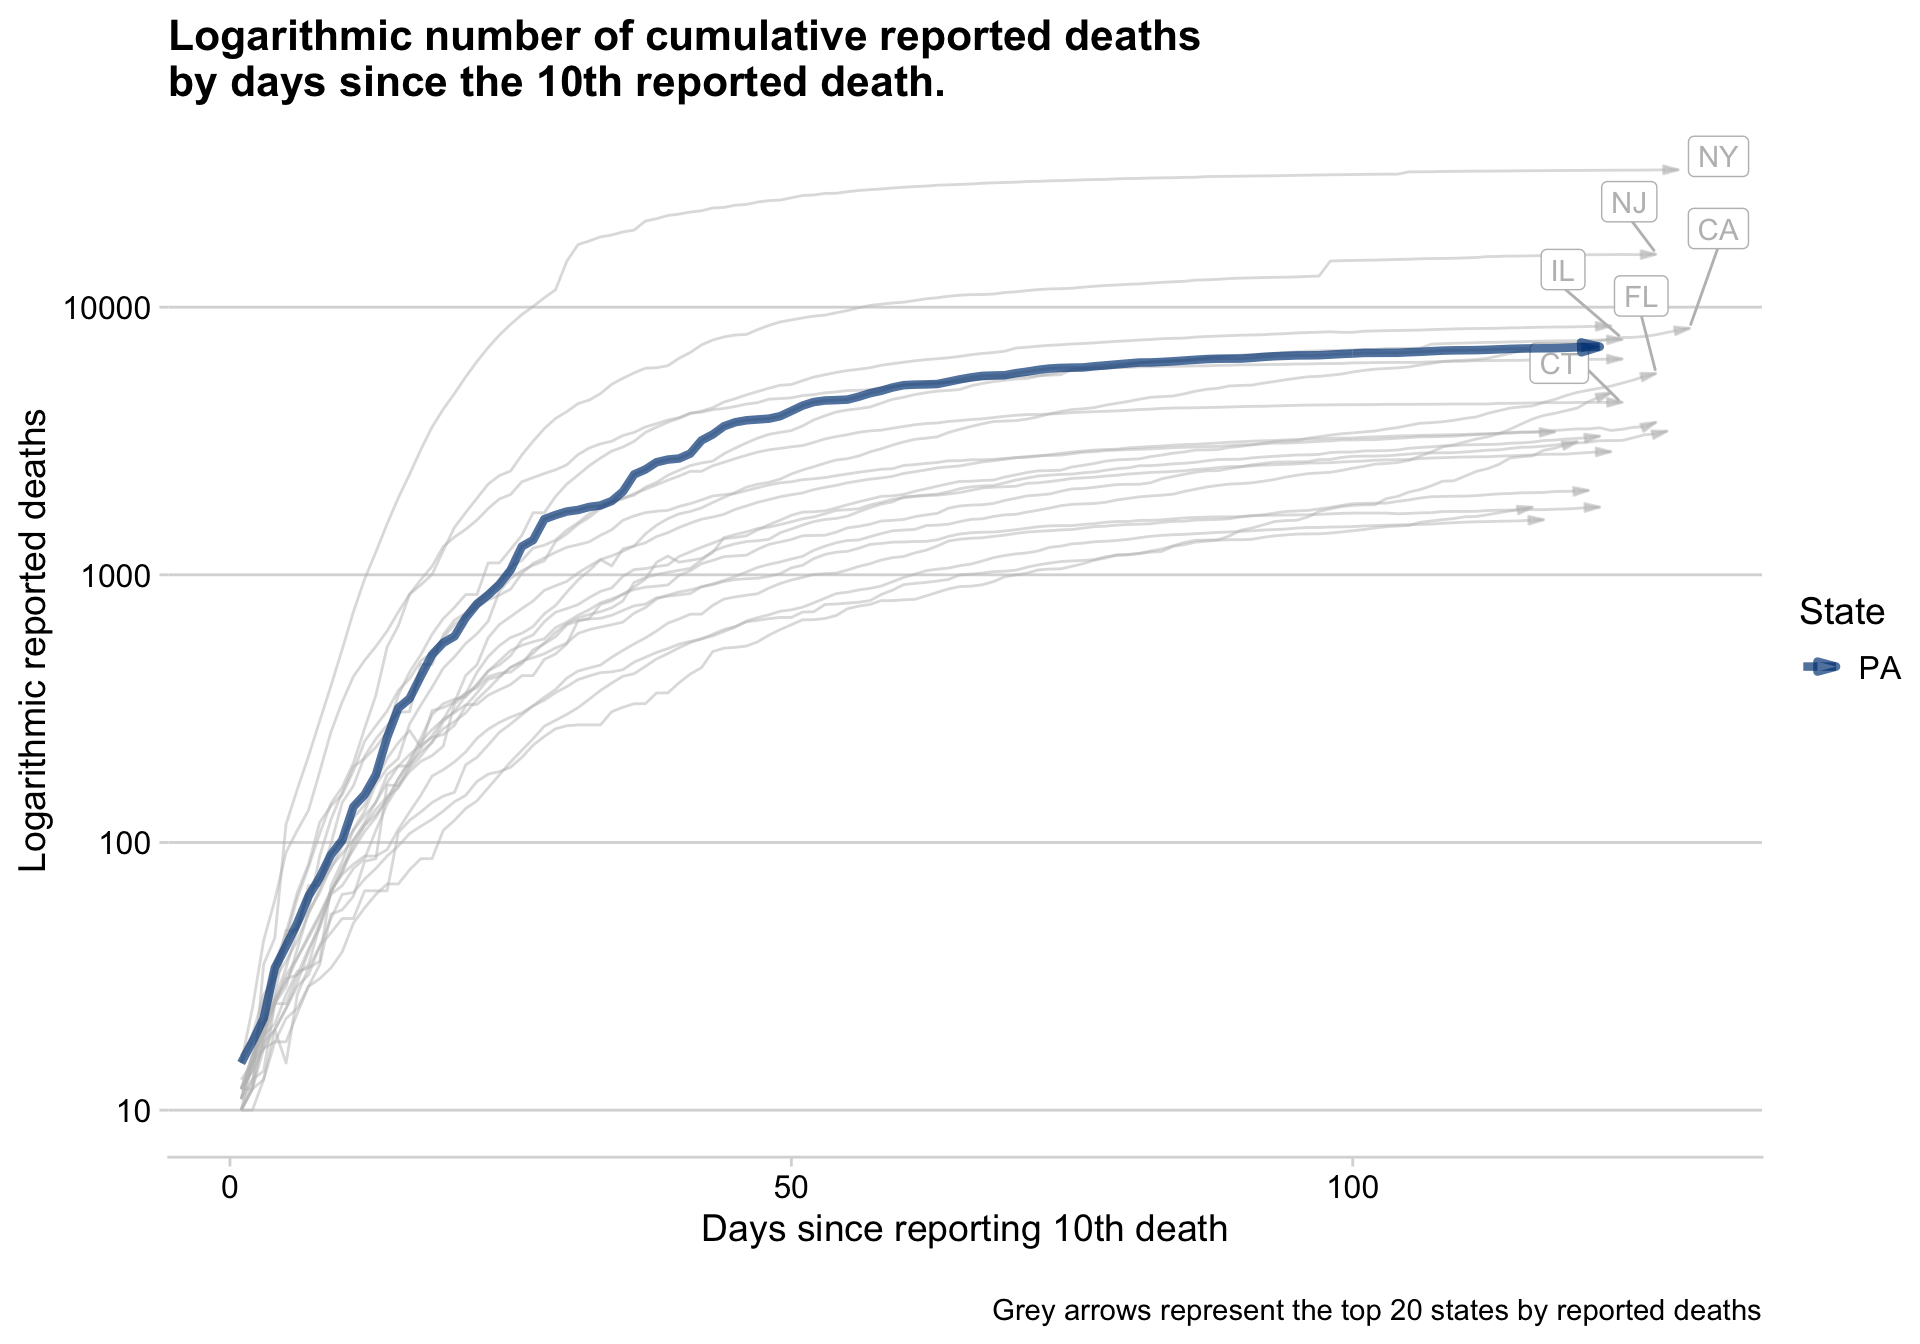 Logarithmic number of cumulative reported deaths
by days since the 10th reported death.
NY
NJ
CA
IL
FL
CT
10000
1000
100
10
Logarithmic reported deaths
0
50
100
Days since reporting 10th death
State
PA
Grey arrows represent the top 20 states by reported deaths